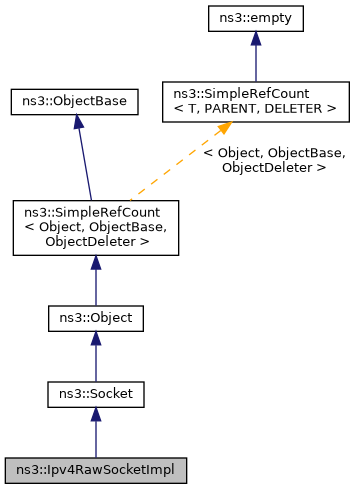 ns3::empty
ns3::SimpleRefCount
< T, PARENT, DELETER >
ns3::ObjectBase
< Object, ObjectBase,
ObjectDeleter >
ns3::SimpleRefCount
< Object, ObjectBase,
ObjectDeleter >
ns3::Object
ns3::Socket
ns3::Ipv4RawSocketImpl